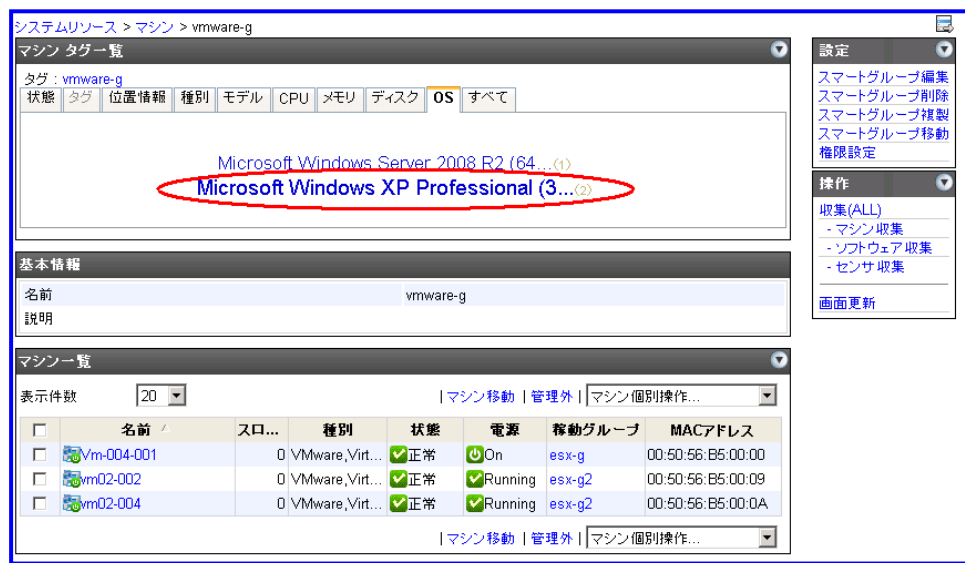 システムリソース > マシン > vmware-g
マシン タグ一覧
タグ : vmware-g
状態 タグ 位置情報 種別 モデル CPU メモリ ディスク OS すべて
Microsoft Windows Server 2008 R2 (64...(1)
Microsoft Windows XP Professional (3...(2)
基本情報
名前 vmware-g
説明
マシン一覧
表示件数 20 |マシン移動 |管理外| マシン個別操作...
名前 スロ... 種別 状態 電源 稼動グループ MACアドレス
Vm-004-001 0 VMware,Virt... 正常 On esx-g 00:50:56:B5:00:00
vm02-002 0 VMware,Virt... 正常 Running esx-g2 00:50:56:B5:00:09
vm02-004 0 VMware,Virt... 正常 Running esx-g2 00:50:56:B5:00:0A
|マシン移動 |管理外| マシン個別操作...
設定
スマートグループ編集
スマートグループ削除
スマートグループ複製
スマートグループ移動
権限設定
操作
収集(ALL)
- マシン収集
- ソフトウェア収集
- センサ収集
画面更新